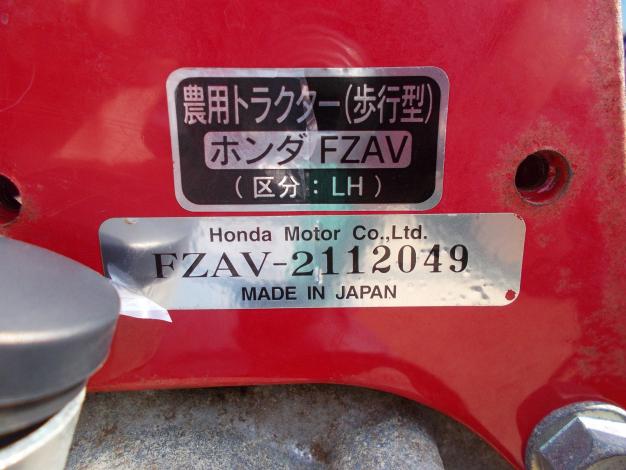 農用トラクター(歩行型)
ホンダ FZAV
(区分:LH)
Honda Motor Co.,Ltd.
FZAV-2112049
MADE IN JAPAN